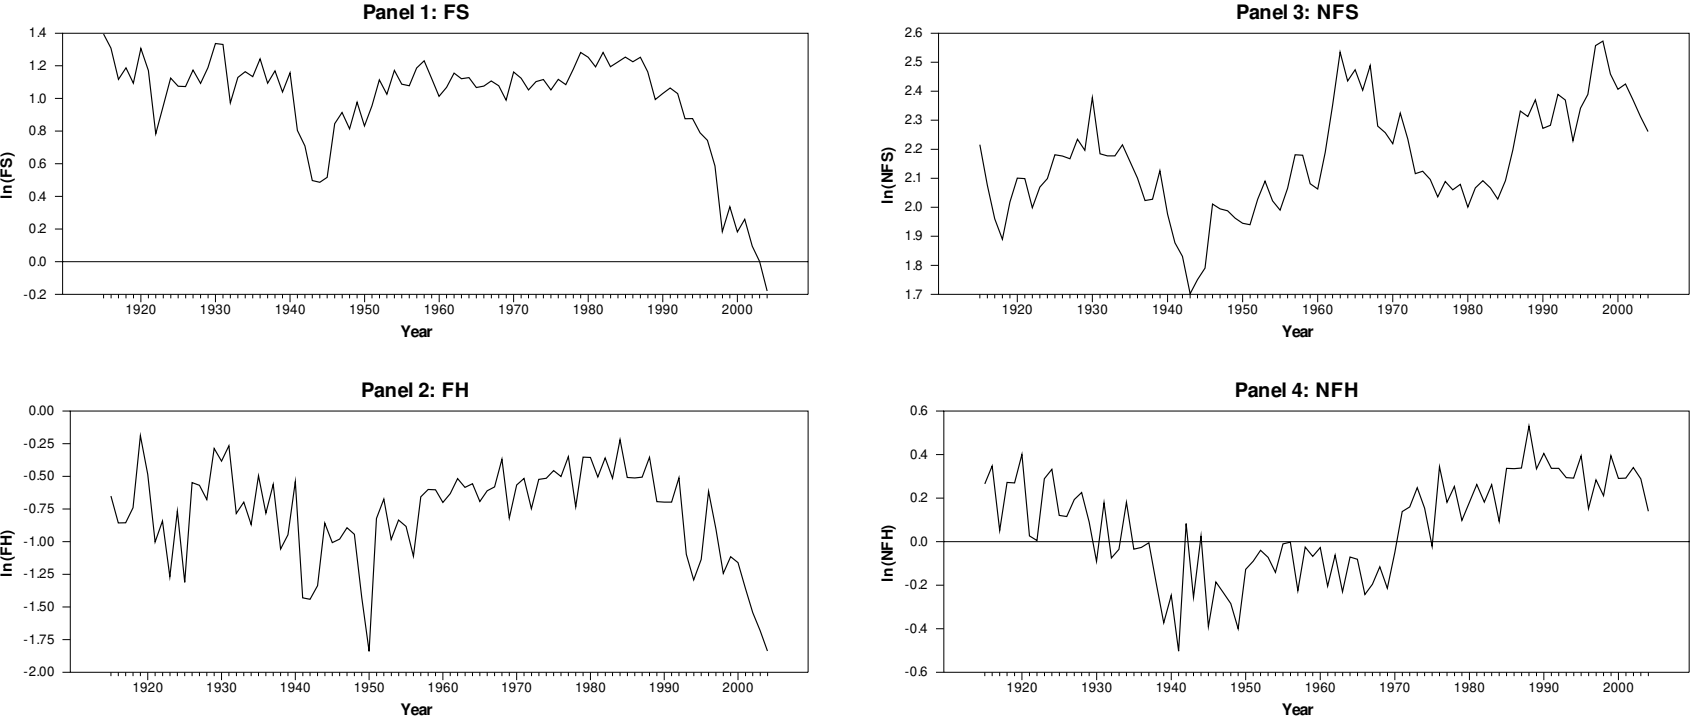 Panel 1: FS
1.4
1.2
1.0
0.8
0.6
0.4
0.2
0.0
-0.2
ln(FS)
1920 1930 1940 1950 1960 1970 1980 1990 2000
Year
Panel 3: NFS
2.6
2.5
2.4
2.3
2.2
2.1
2.0
1.9
1.8
1.7
ln(NFS)
1920 1930 1940 1950 1960 1970 1980 1990 2000
Year
Panel 2: FH
0.00
-0.25
-0.50
-0.75
-1.00
-1.25
-1.50
-1.75
-2.00
ln(FH)
1920 1930 1940 1950 1960 1970 1980 1990 2000
Year
Panel 4: NFH
0.6
0.4
0.2
0.0
-0.2
-0.4
-0.6
ln(NFH)
1920 1930 1940 1950 1960 1970 1980 1990 2000
Year